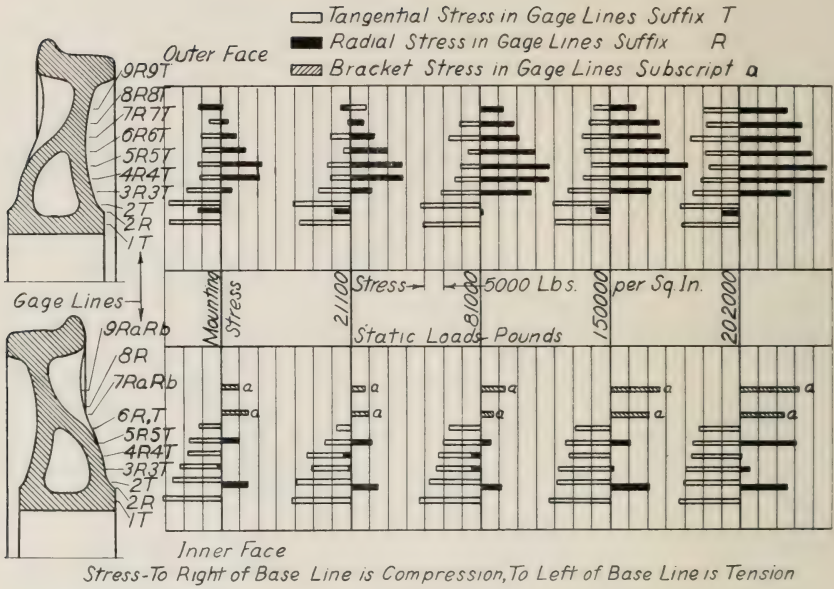 Tangential Stress in Gage Lines Suffix T
Radial Stress in Gage Lines Suffix R
Bracket Stress in Gage Lines Subscript a
Outer Face
9R9T
8R8T
7R7T
6R6T
5R5T
4R4T
3R3T
2T
2R
1T
Gage Lines
Mounting Stress
21100
81000
150000
202000
Stress 5000 Lbs. per Sq.In.
Static Loads-Pounds
9RaRb
8R
7RaRb
6R,T
5R5T
4R4T
3R3T
2T
2R
1T
a
a
a
a
a
a
a
a
a
a
Inner Face
Stress-To Right of Base Line is Compression,To Left of Base Line is Tension